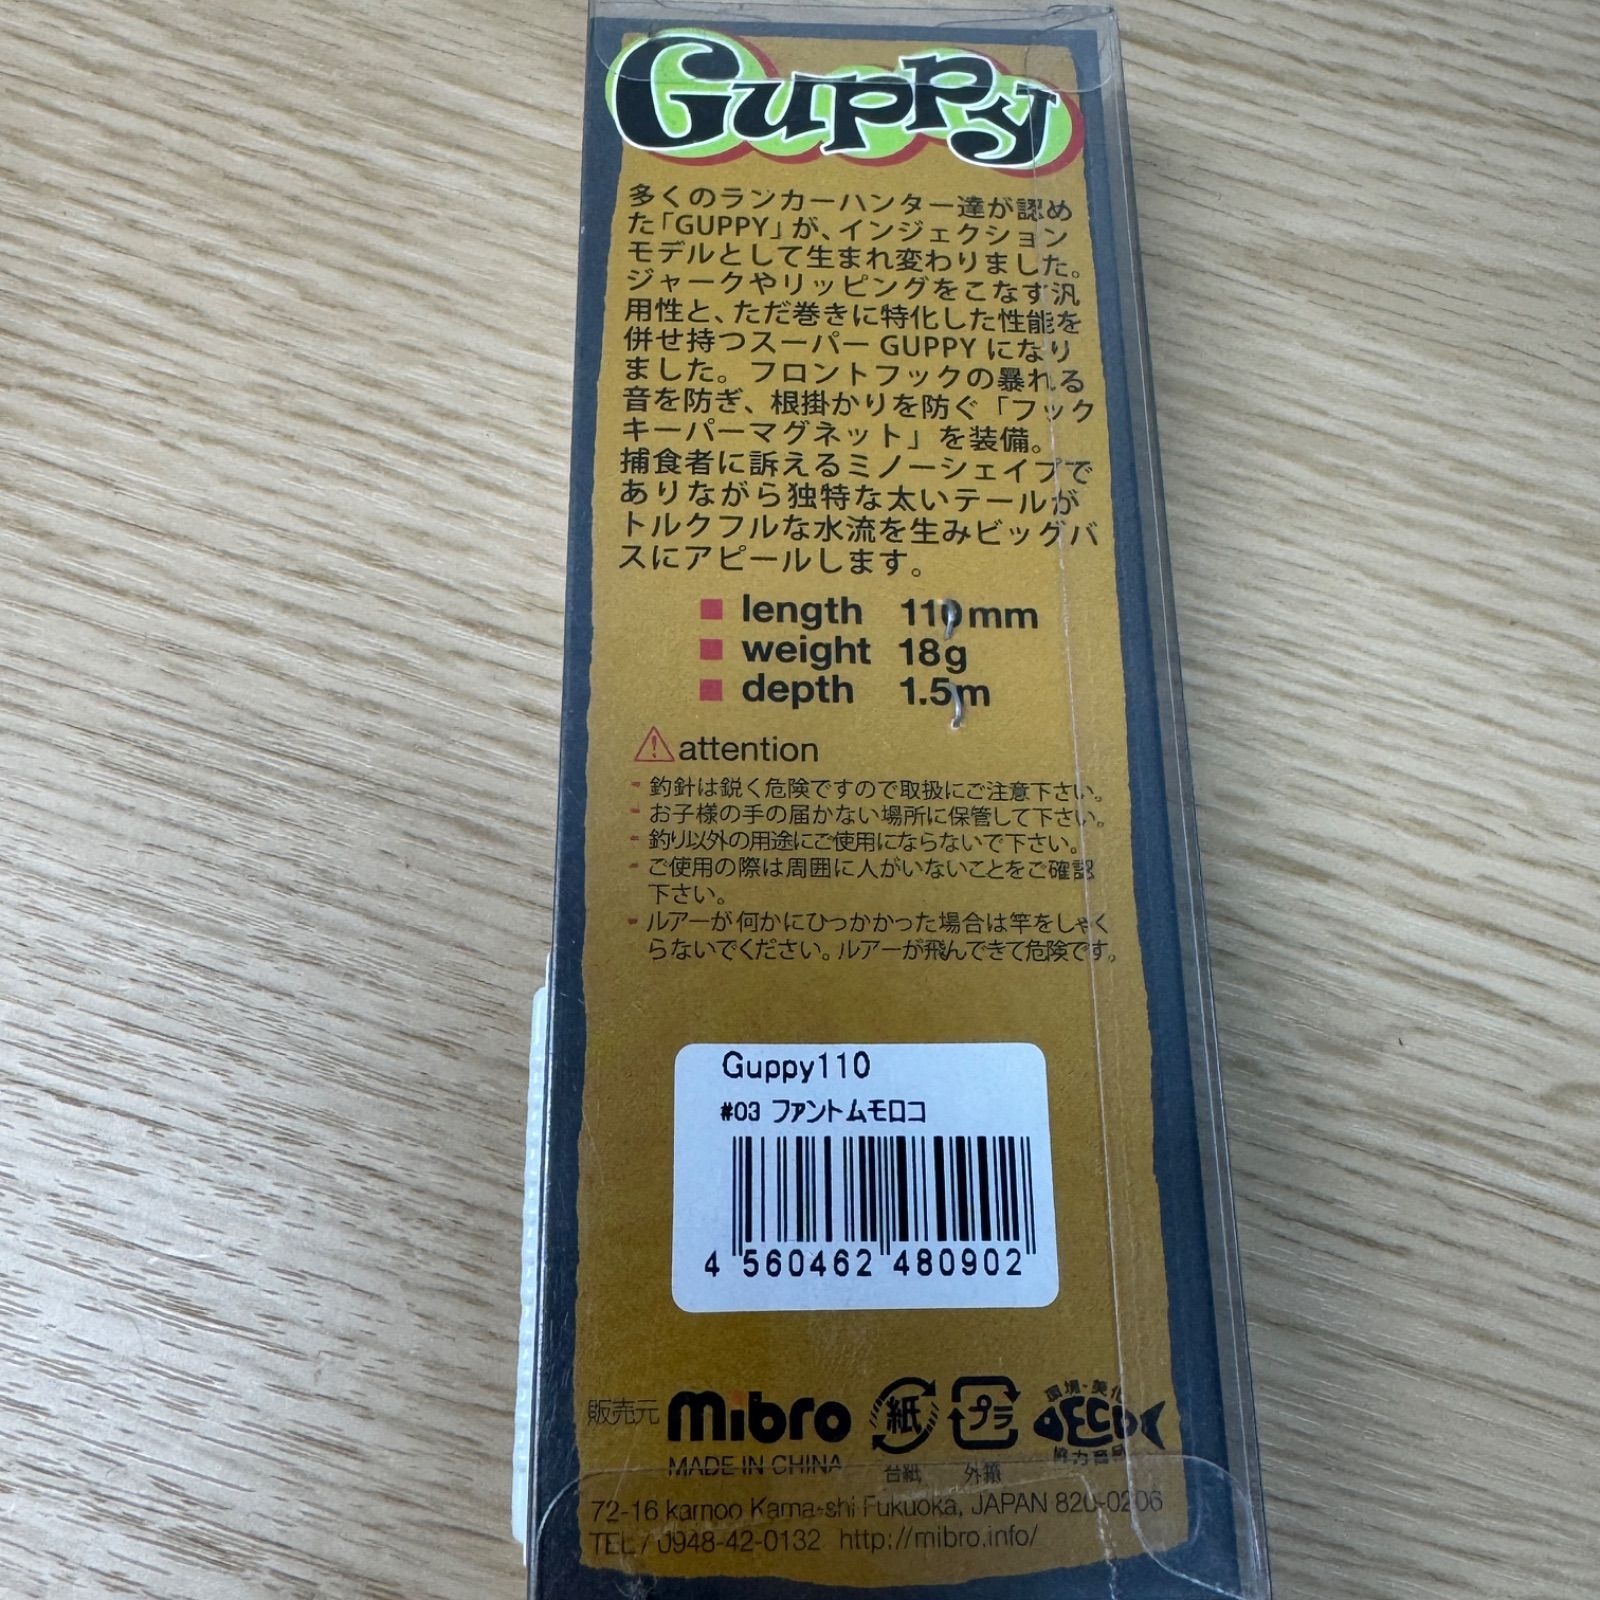 Guppy
多くのランカーハンター達が認め
た「GUPPY」が、インジェクション
モデルとして生まれ変わりました。
ジャークやリッピングをこなす汎
用性と、ただ巻きに特化した性能を
併せ持つスーパー GUPPY になり
ました。フロントフックの暴れる
音を防ぎ、根掛かりを防ぐ「フック
キーパーマグネット」を装備。
捕食者に訴えるミノーシェイプで
ありながら独特な太いテールが
トルクフルな水流を生みビッグバ
スにアピールします。
length 110mm
weight 18g
depth 1.5m
attention
- 釣針は鋭く危険ですので取扱にご注意下さい。
- お子様の手の届かない場所に保管して下さい。
- 釣り以外の用途にご使用にならないで下さい。
- ご使用の際は周囲に人がいないことをご確認
下さい。
- ルアーが何かにひっかかった場合は竿をしゃく
らないでください。ルアーが飛んできて危険です。
Guppy110
#03 ファントムモロコ
4 560462 480902
販売元 mibro 紙 プラ 環境・美化
ECO
MADE IN CHINA 台紙 外箱 協力商品
72-16 kamoo Kama-shi Fukuoka, JAPAN 820-0206
TEL / 0948-42-0132 http://mibro.info/